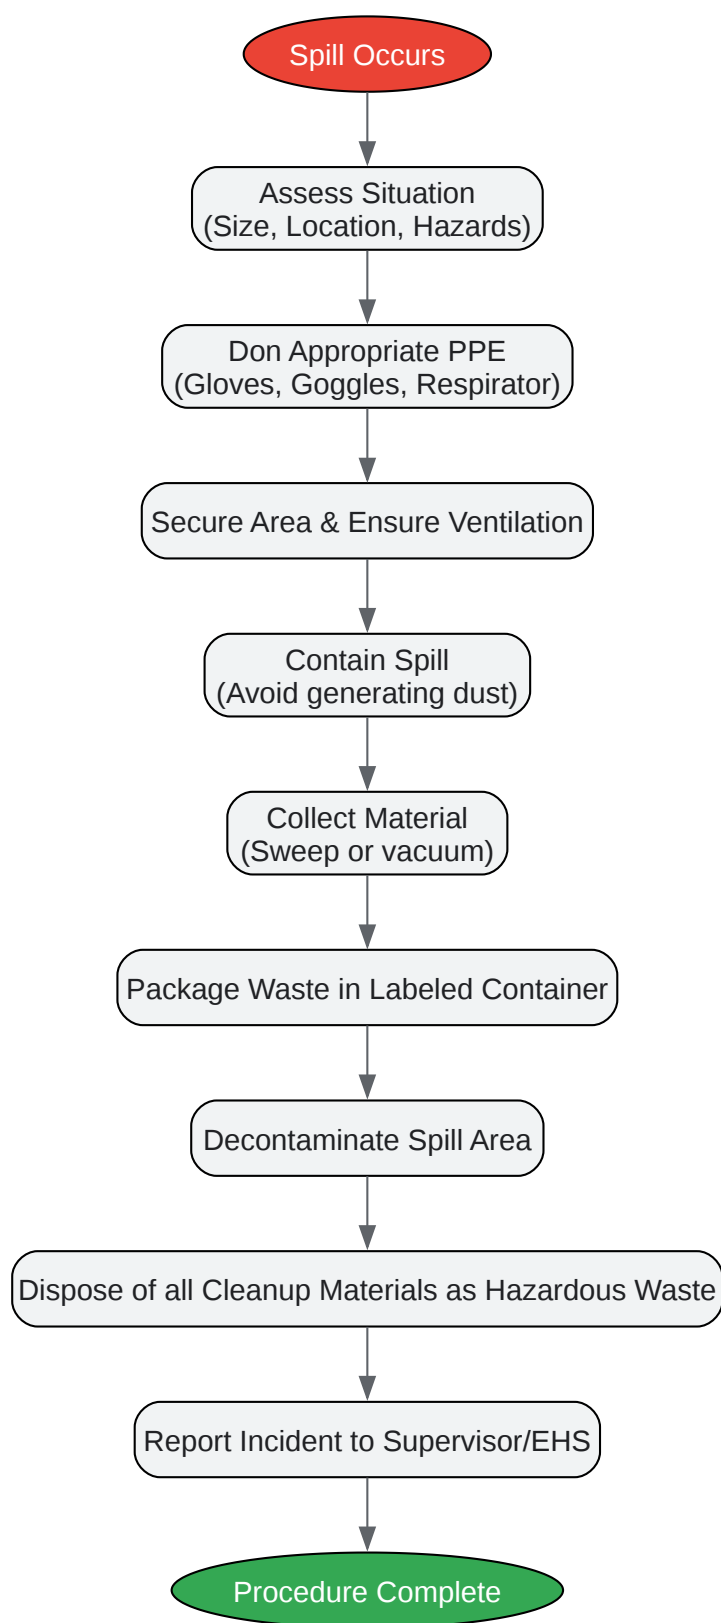 Spill Occurs
Assess Situation
(Size, Location, Hazards)
Don Appropriate PPE
(Gloves, Goggles, Respirator)
Secure Area & Ensure Ventilation
Contain Spill
(Avoid generating dust)
Collect Material
(Sweep or vacuum)
Package Waste in Labeled Container
Decontaminate Spill Area
Dispose of all Cleanup Materials as Hazardous Waste
Report Incident to Supervisor/EHS
Procedure Complete